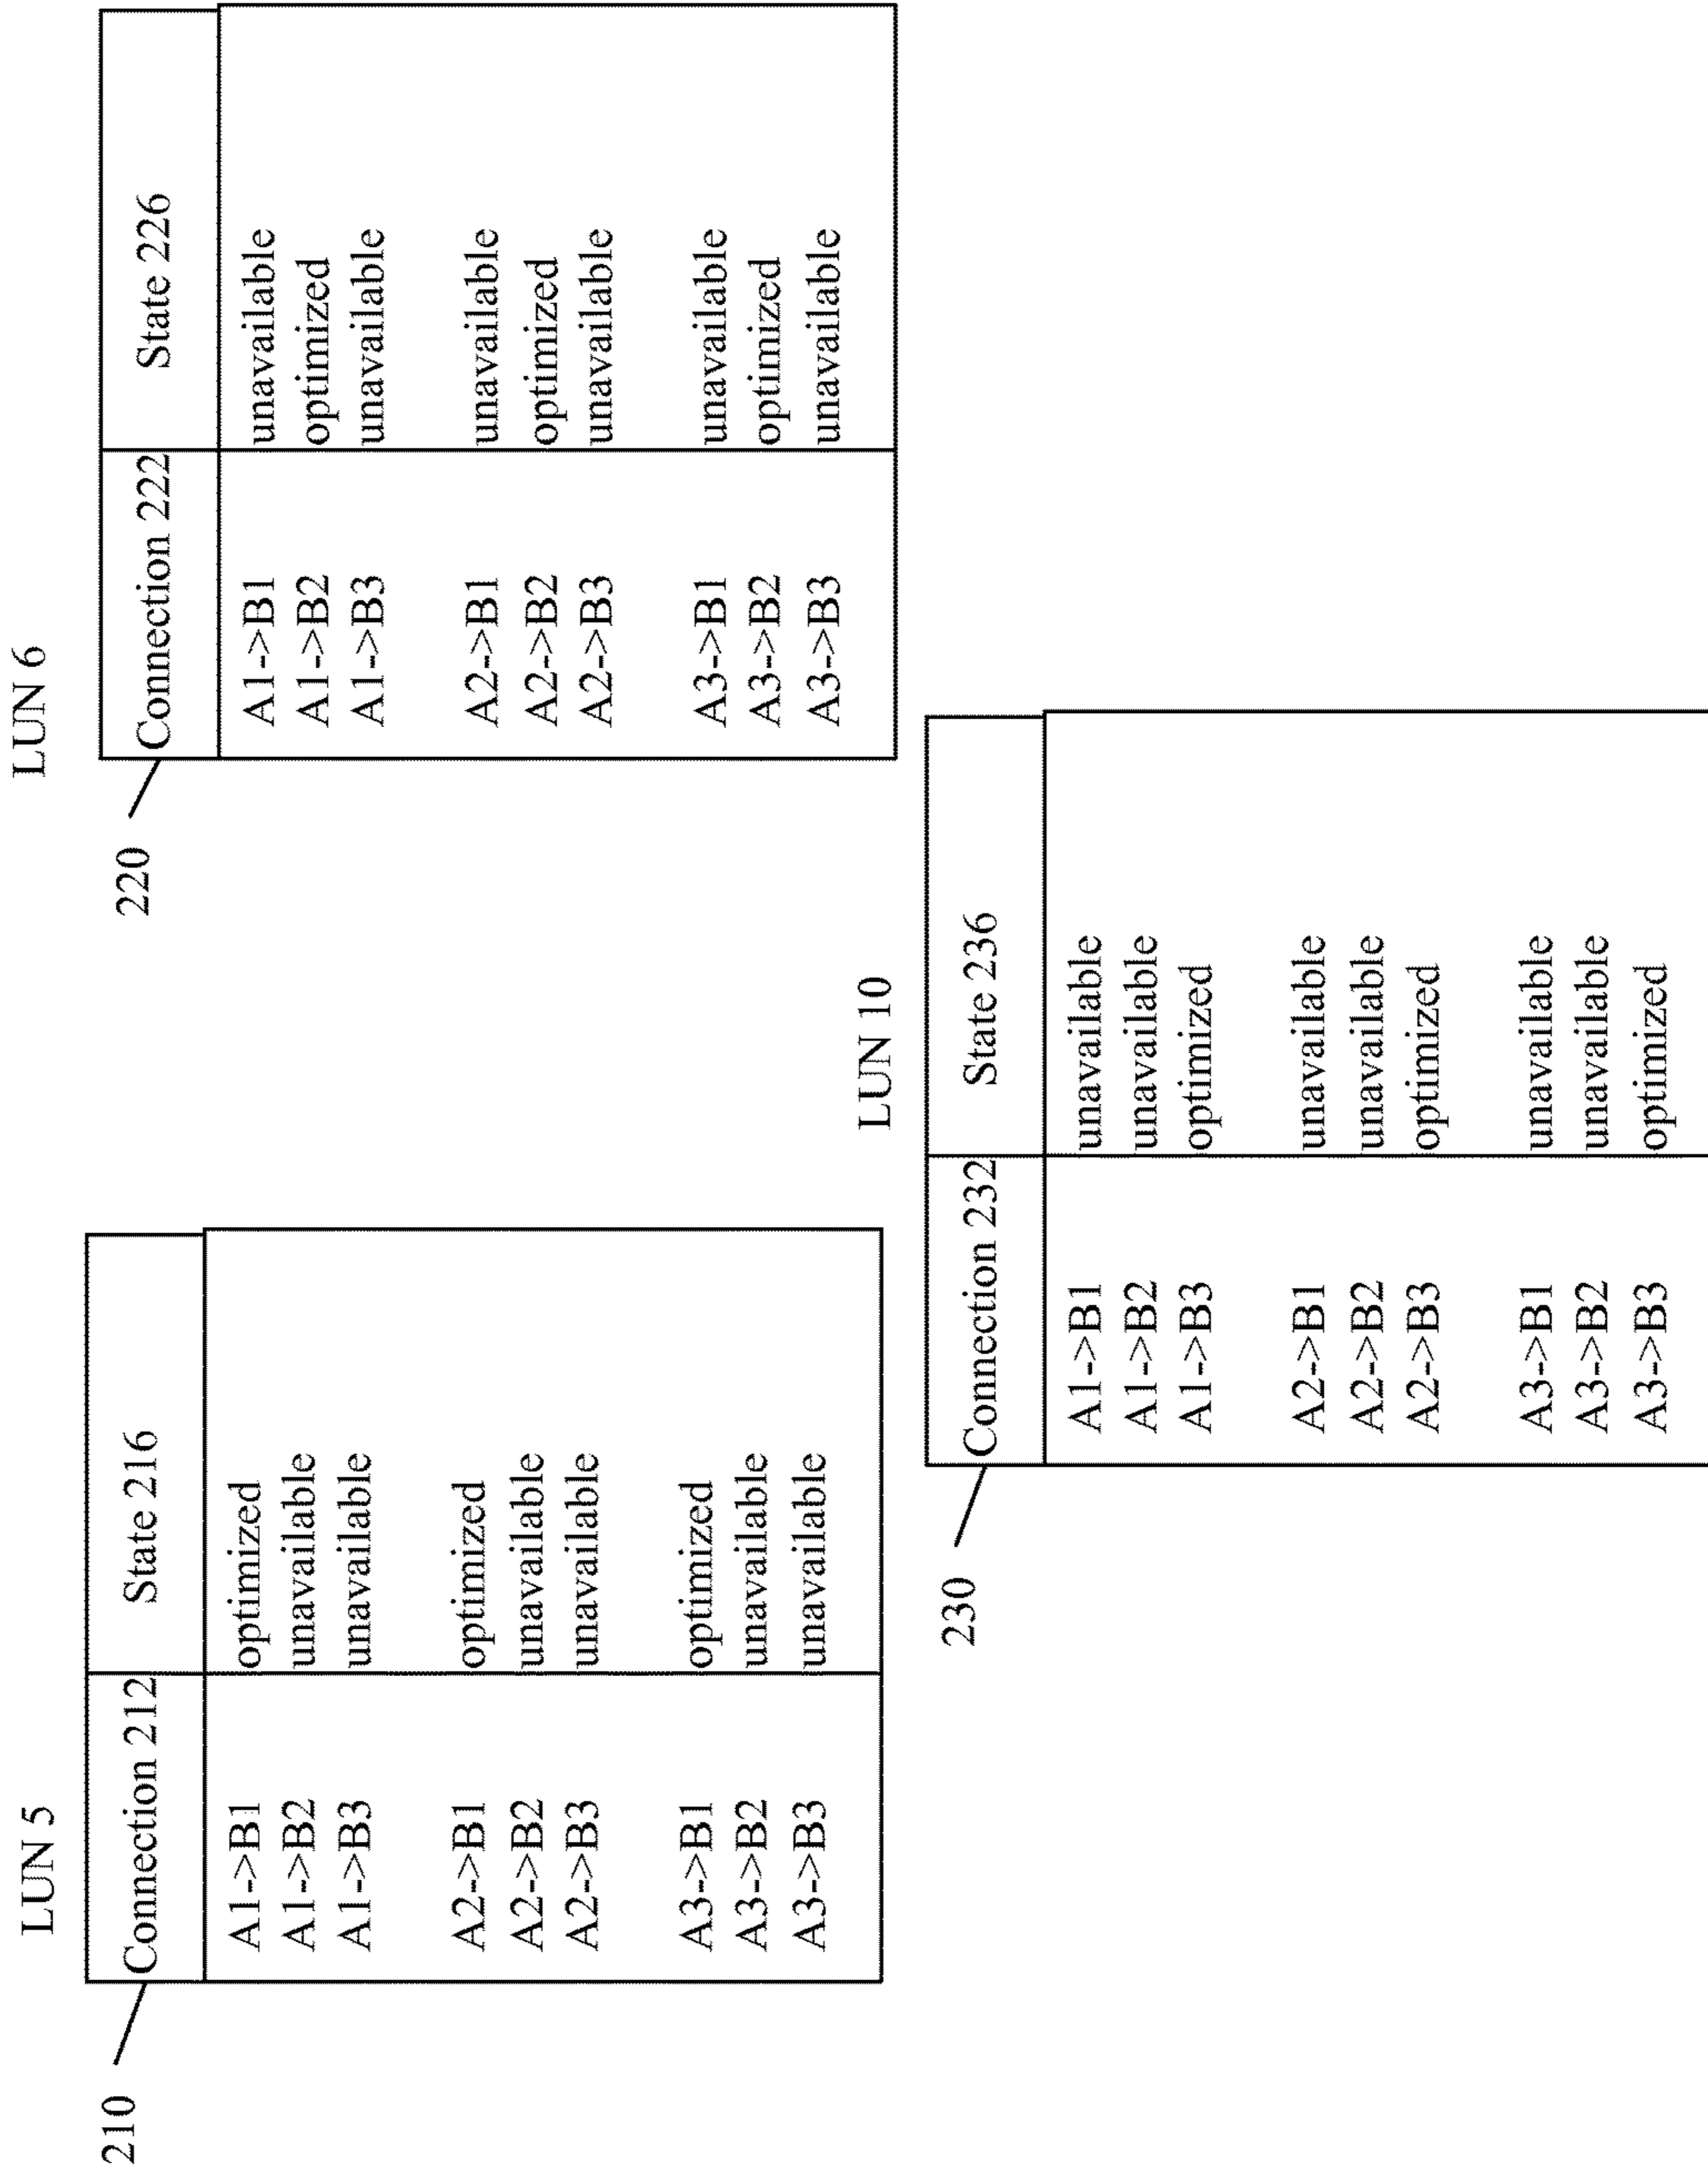 LUN 5
210
Connection 212 State 216
A1->B1 optimized
A1->B2 unavailable
A1->B3 unavailable
A2->B1 optimized
A2->B2 unavailable
A2->B3 unavailable
A3->B1 optimized
A3->B2 unavailable
A3->B3 unavailable
LUN 6
220
Connection 222 State 226
A1->B1 unavailable
A1->B2 optimized
A1->B3 unavailable
A2->B1 unavailable
A2->B2 optimized
A2->B3 unavailable
A3->B1 unavailable
A3->B2 optimized
A3->B3 unavailable
LUN 10
230
Connection 232 State 236
A1->B1 unavailable
A1->B2 unavailable
A1->B3 optimized
A2->B1 unavailable
A2->B2 unavailable
A2->B3 optimized
A3->B1 unavailable
A3->B2 unavailable
A3->B3 optimized